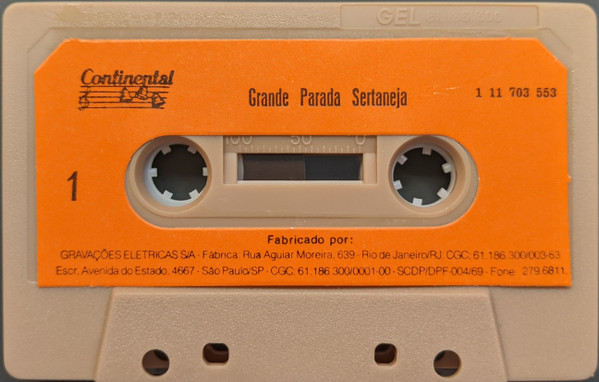 GEL
Continental
Grande Parada Sertaneja
1 11 703 553
100 50 0
1
Fabricado por:
GRAVAÇÕES ELETRICAS S/A - Fábrica: Rua Aguiar Moreira, 639 - Rio de Janeiro/RJ. CGC: 61.186.300/003-63
Escr. Avenida do Estado, 4667 - São Paulo/SP - CGC: 61.186.300/0001-00 - SCDP/DPF-004/69 - Fone: 279.6811.